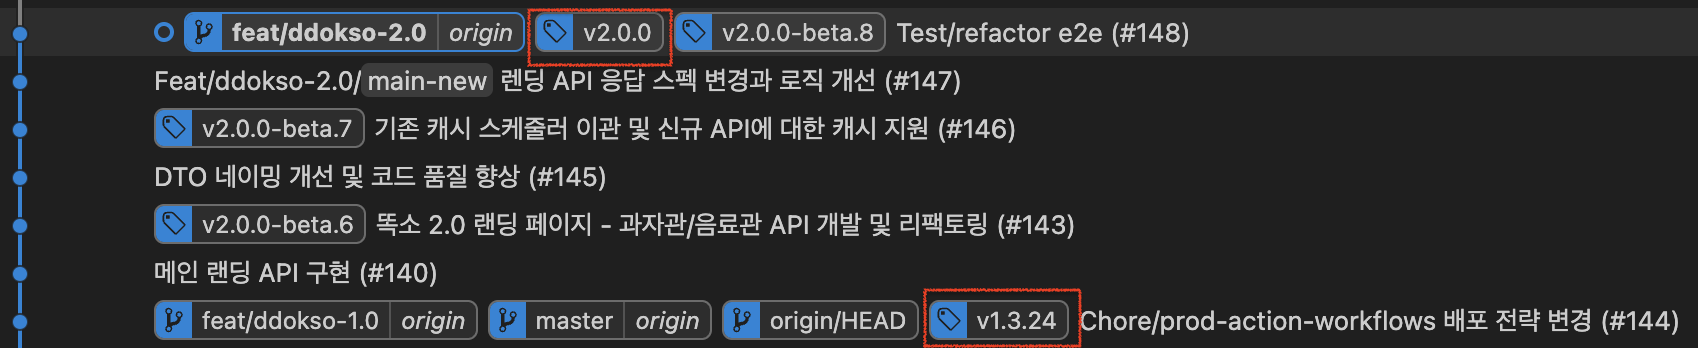 feat/ddokso-2.0 origin v2.0.0 v2.0.0-beta.8 Test/refactor e2e (#148)
Feat/ddokso-2.0/main-new 렌딩 API 응답 스펙 변경과 로직 개선 (#147)
v2.0.0-beta.7 기존 캐시 스케줄러 이관 및 신규 API에 대한 캐시 지원 (#146)
DTO 네이밍 개선 및 코드 품질 향상 (#145)
v2.0.0-beta.6 똑소 2.0 랜딩 페이지 - 과자관/음료관 API 개발 및 리팩토링 (#143)
메인 랜딩 API 구현 (#140)
feat/ddokso-1.0 origin master origin origin/HEAD v1.3.24 Chore/prod-action-workflows 배포 전략 변경 (#144)